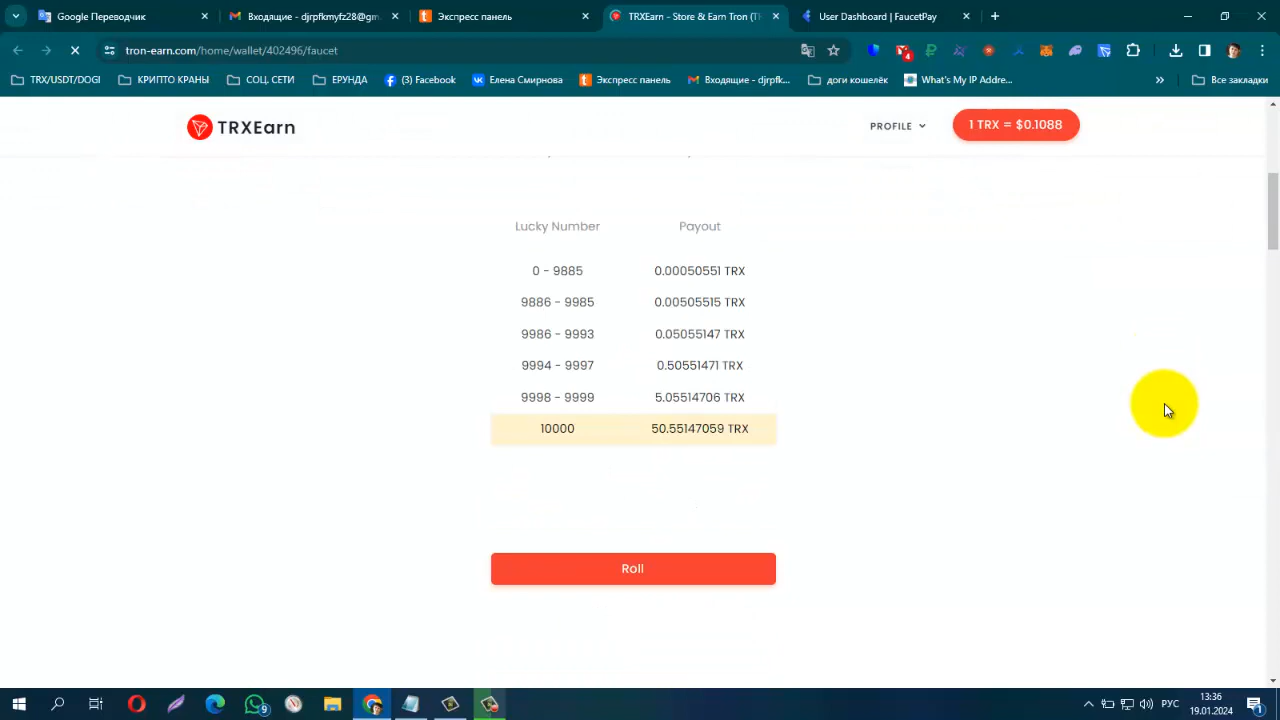 Google Переводчик
Входящие - djrpfkmyfz28@gm
Экспресс панель
TRXEarn - Store & Earn Tron (T
User Dashboard | FaucetPay
tron-earn.com/home/wallet/402496/faucet
4
TRX/USDT/DOGI
КРИПТО КРАНЫ
СОЦ. СЕТИ
ЕРУНДА
(3) Facebook
Елена Смирнова
Экспресс панель
Входящие - djrpfk...
доги кошелёк
What's My IP Addre...
Все закладки
TRXEarn
PROFILE
1 TRX = $0.1088
Lucky Number Payout
0 - 9885 0.00050551 TRX
9886 - 9985 0.00505515 TRX
9986 - 9993 0.05055147 TRX
9994 - 9997 0.50551471 TRX
9998 - 9999 5.05514706 TRX
10000 50.55147059 TRX
Roll
9
РУС
13:36
19.01.2024
1